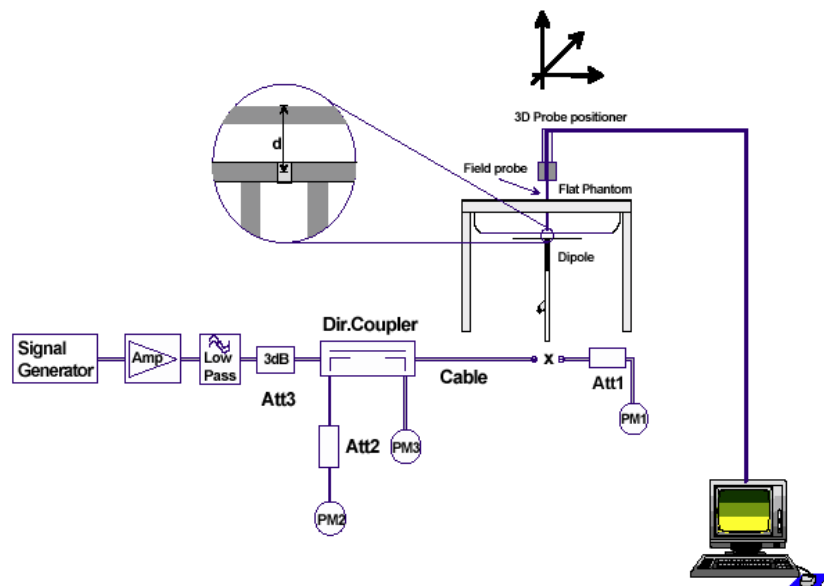 3D Probe positioner
d
Field probe
Flat Phantom
Dipole
Dir.Coupler
Signal
Generator
Amp
Low
Pass
3dB
Cable
x
Att1
Att3
PM1
Att2
PM3
PM2